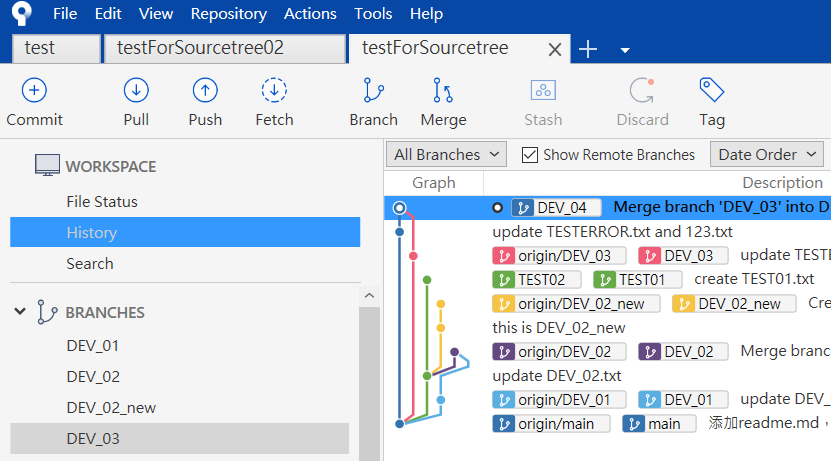 File Edit View Repository Actions Tools Help
test testForSourcetree02 testForSourcetree
Commit Pull Push Fetch Branch Merge Stash Discard Tag
WORKSPACE
File Status
History
Search
BRANCHES
DEV_01
DEV_02
DEV_02_new
DEV_03
All Branches Show Remote Branches Date Order
Graph Description
DEV_04 Merge branch 'DEV_03' into D
update TESTERROR.txt and 123.txt
origin/DEV_03 DEV_03 update TESTE
TEST02 TEST01 create TEST01.txt
origin/DEV_02_new DEV_02_new Cre
this is DEV_02_new
origin/DEV_02 DEV_02 Merge branc
update DEV_02.txt
origin/DEV_01 DEV_01 update DEV_
origin/main main 添加readme.md，